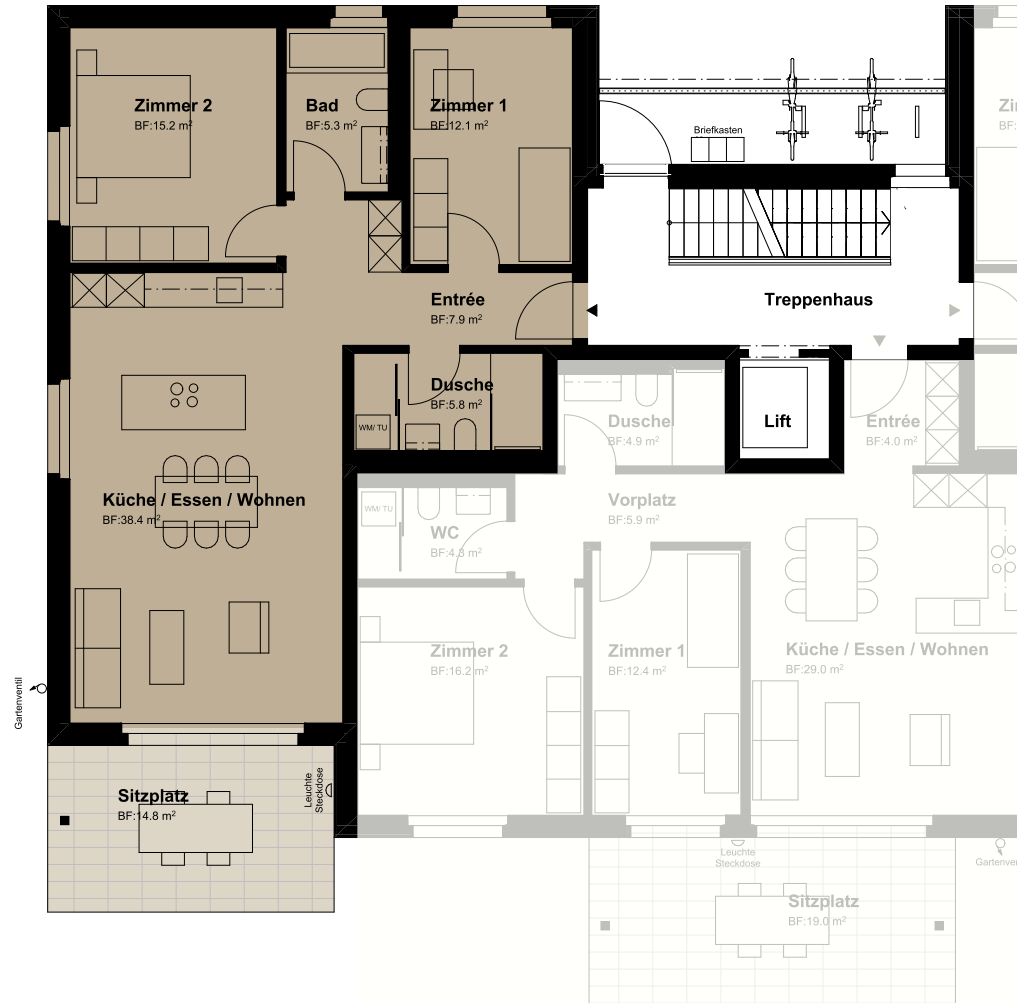 Zimmer 2
BF:15.2 m²
Bad
BF:5.3 m²
Zimmer 1
BF:12.1 m²
Briefkasten
Entrée
BF:7.9 m²
Treppenhaus
Dusche
BF:5.8 m²
WM/ TU
Dusche
BF:4.9 m²
Lift
Entrée
BF:4.0 m²
Küche / Essen / Wohnen
BF:38.4 m²
WM/ TU
WC
BF:4.3 m²
Vorplatz
BF:5.9 m²
Zimmer 2
BF:16.2 m²
Zimmer 1
BF:12.4 m²
Küche / Essen / Wohnen
BF:29.0 m²
Gartenventil
Sitzplatz
BF:14.8 m²
Leuchte
Steckdose
Leuchte
Steckdose
Sitzplatz
BF:19.0 m²